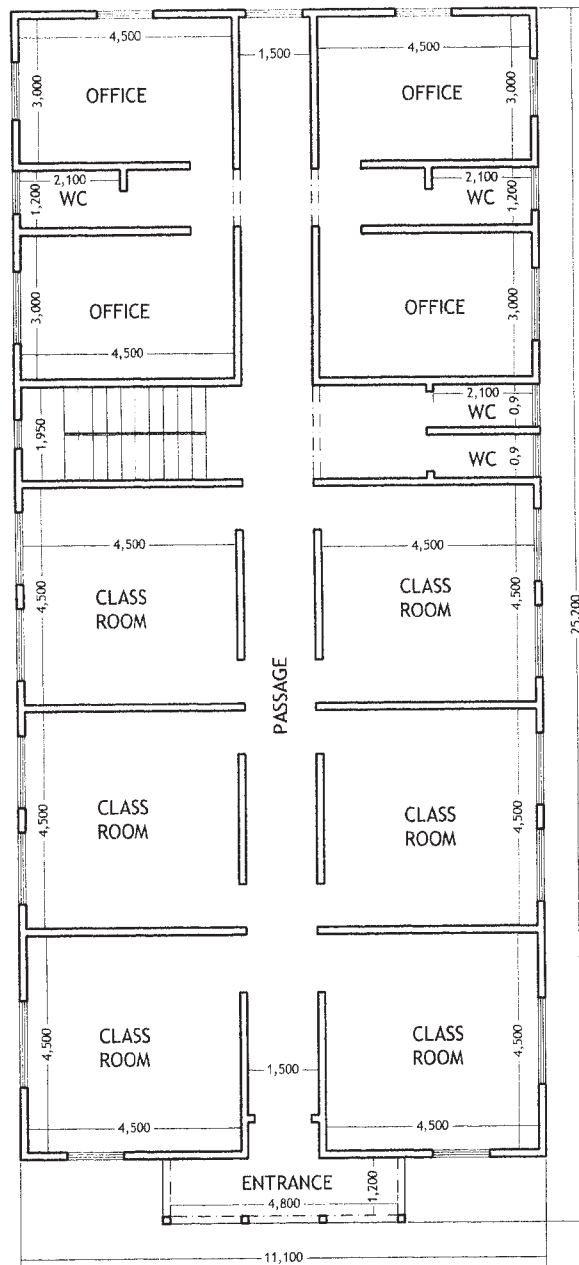 4,500
4,500
1,500
3,000
OFFICE
OFFICE
3,000
2,100
WC
1,200
2,100
WC
1,200
3,000
OFFICE
4,500
OFFICE
3,000
1,950
2,100
WC
0,9
WC
0,9
4,500
4,500
4,500
CLASS
ROOM
CLASS
ROOM
4,500
25,200
PASSAGE
4,500
CLASS
ROOM
CLASS
ROOM
4,500
4,500
CLASS
ROOM
CLASS
ROOM
4,500
1,500
4,500
4,500
ENTRANCE
4,800
1,200
11,100